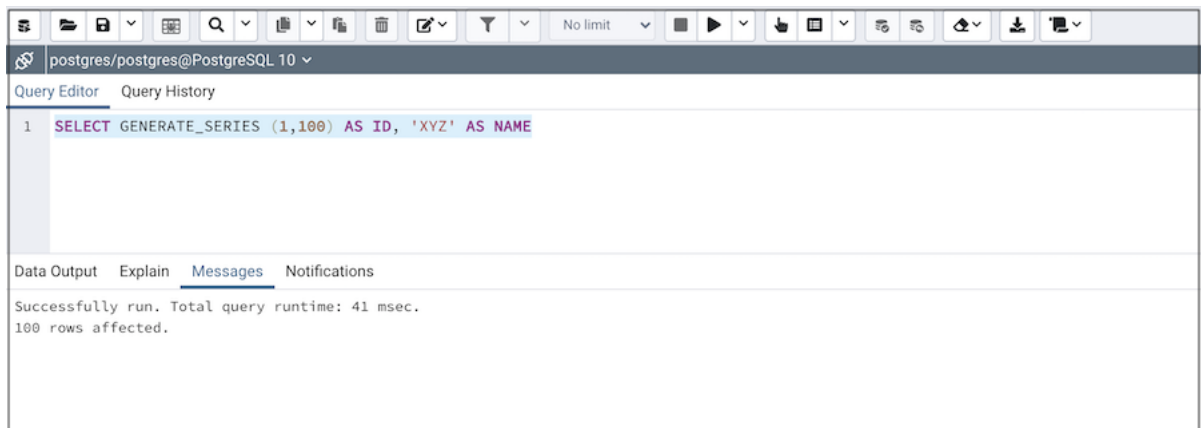 No limit
postgres/postgres@PostgreSQL 10
Query Editor Query History
1 SELECT GENERATE_SERIES (1,100) AS ID, 'XYZ' AS NAME
Data Output Explain Messages Notifications
Successfully run. Total query runtime: 41 msec.
100 rows affected.